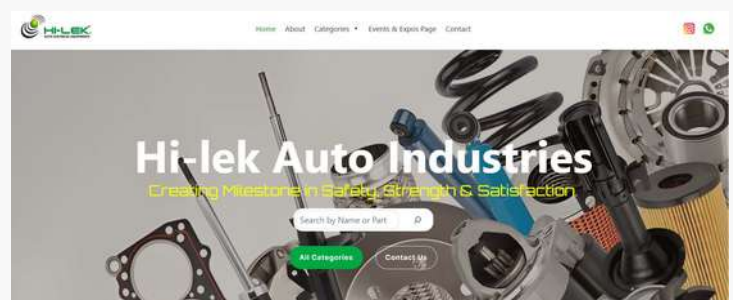 HI-LEK
Home About Categories Events & Expos Page Contact
Hi-lek Auto Industries
Creating Milestone in Safety, Strength & Satisfaction
Search by Name or Part
All Categories Contact Us